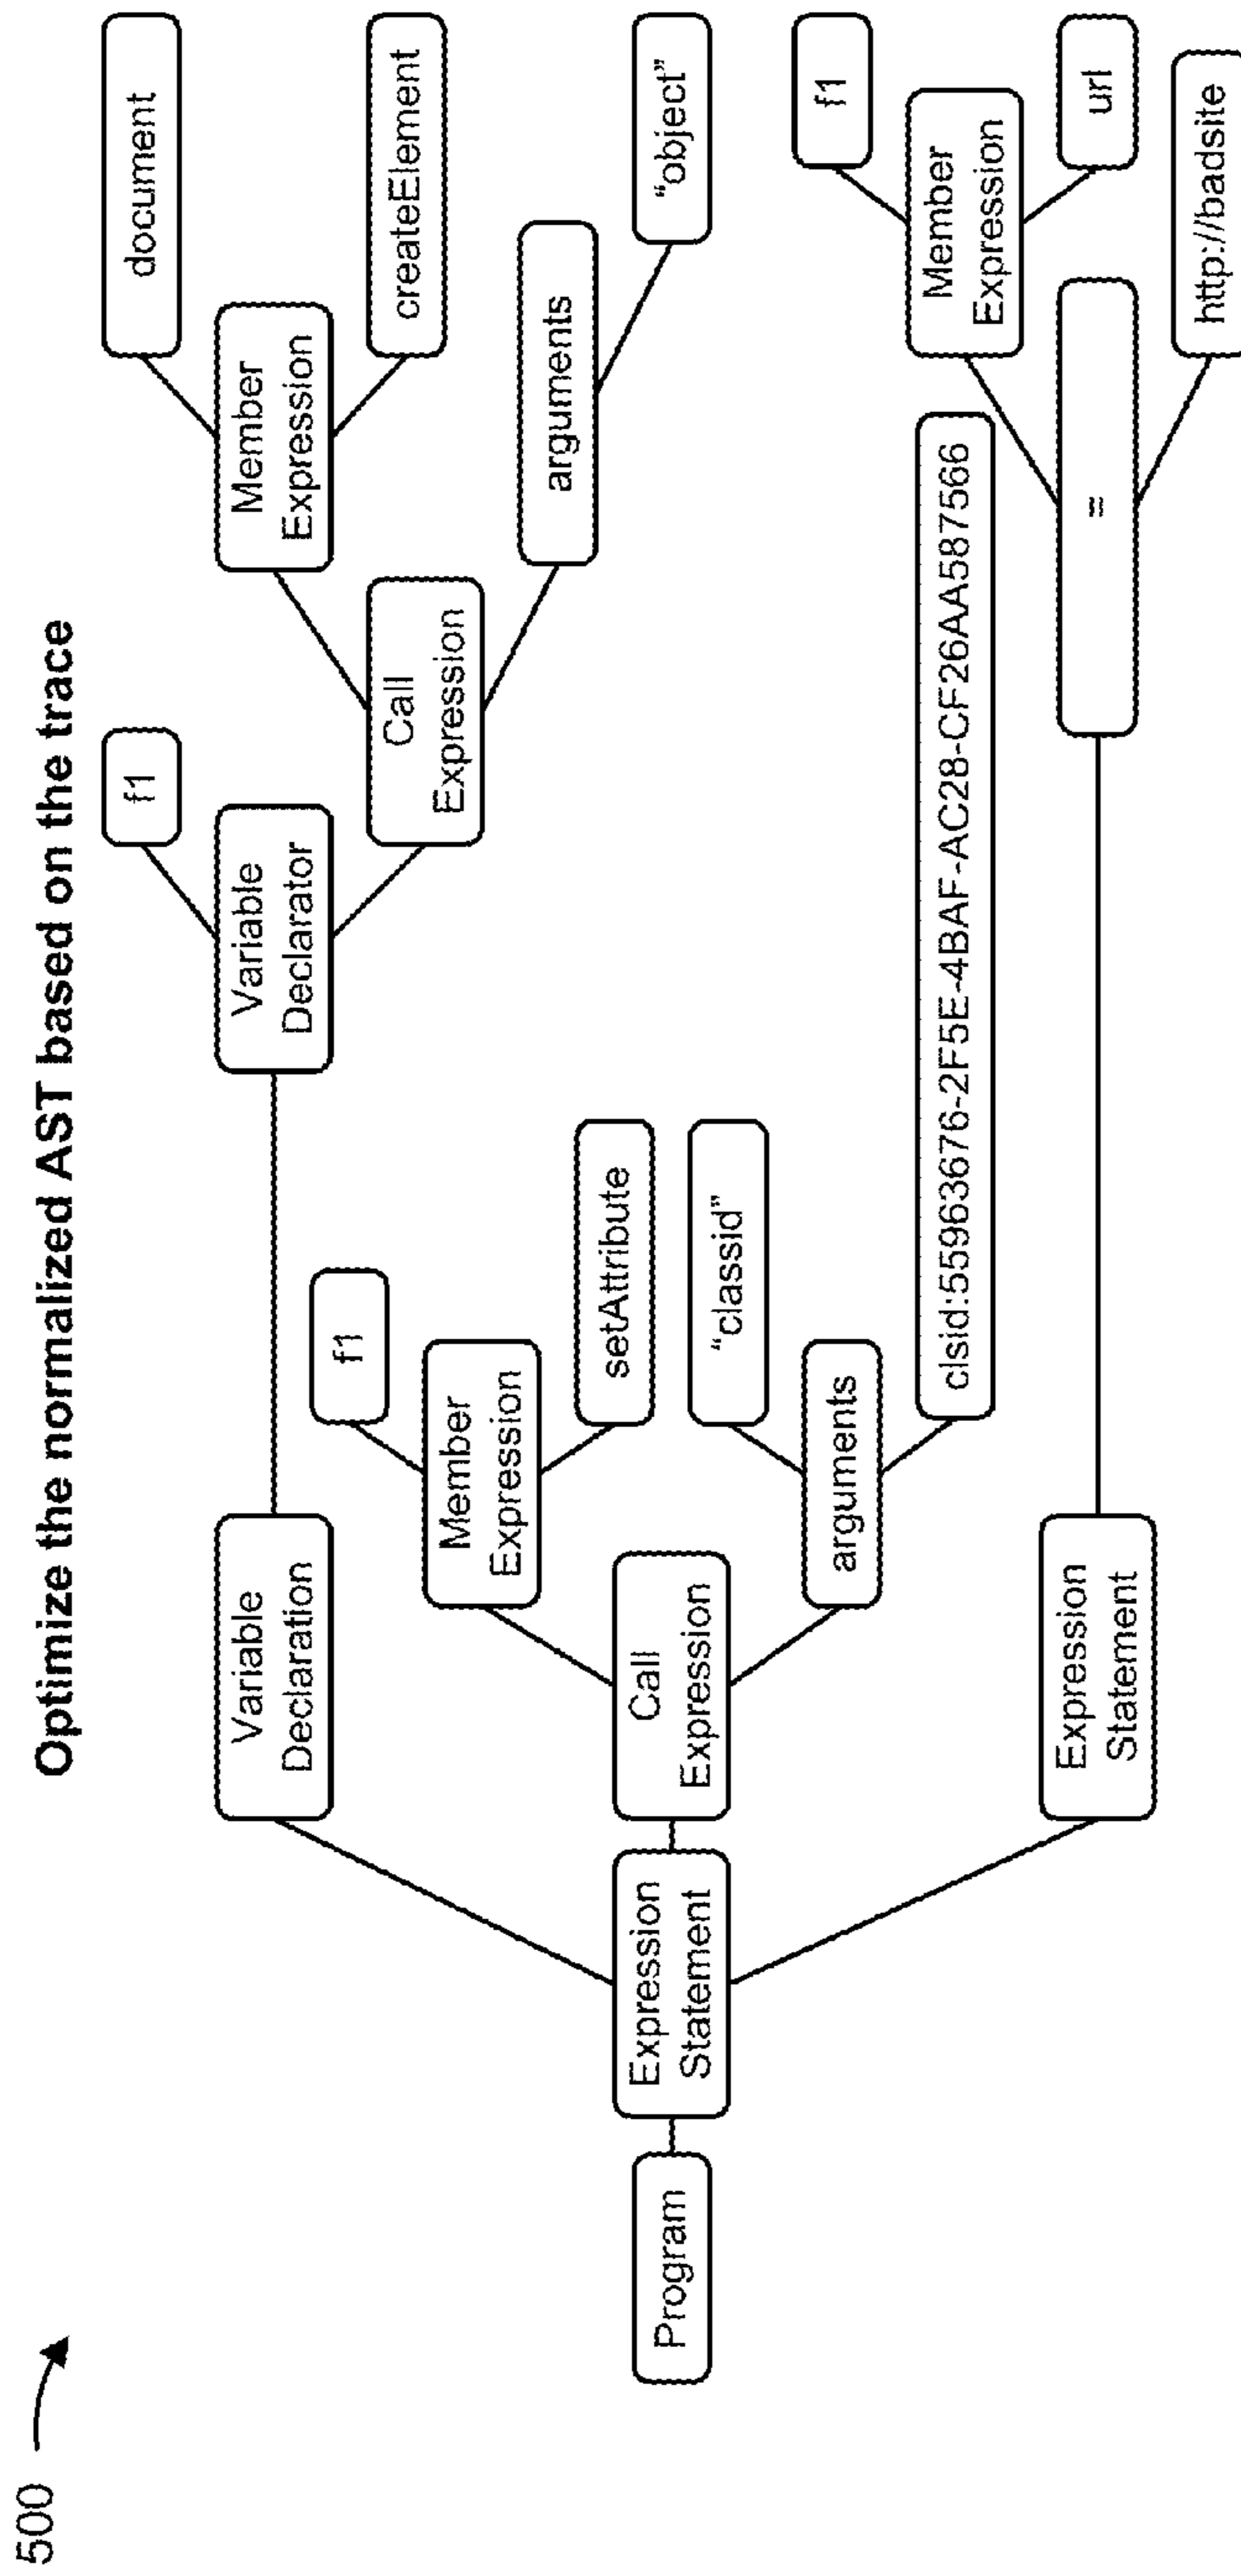 500
Optimize the normalized AST based on the trace
Program
Expression
Statement
Variable
Declaration
Variable
Declarator
f1
Call
Expression
Member
Expression
document
createElement
arguments
“object”
Call
Expression
Member
Expression
f1
setAttribute
arguments
“classid”
clsid:55963676-2F5E-4BAF-AC28-CF26AA587566
Expression
Statement
=
Member
Expression
f1
url
http://badsite